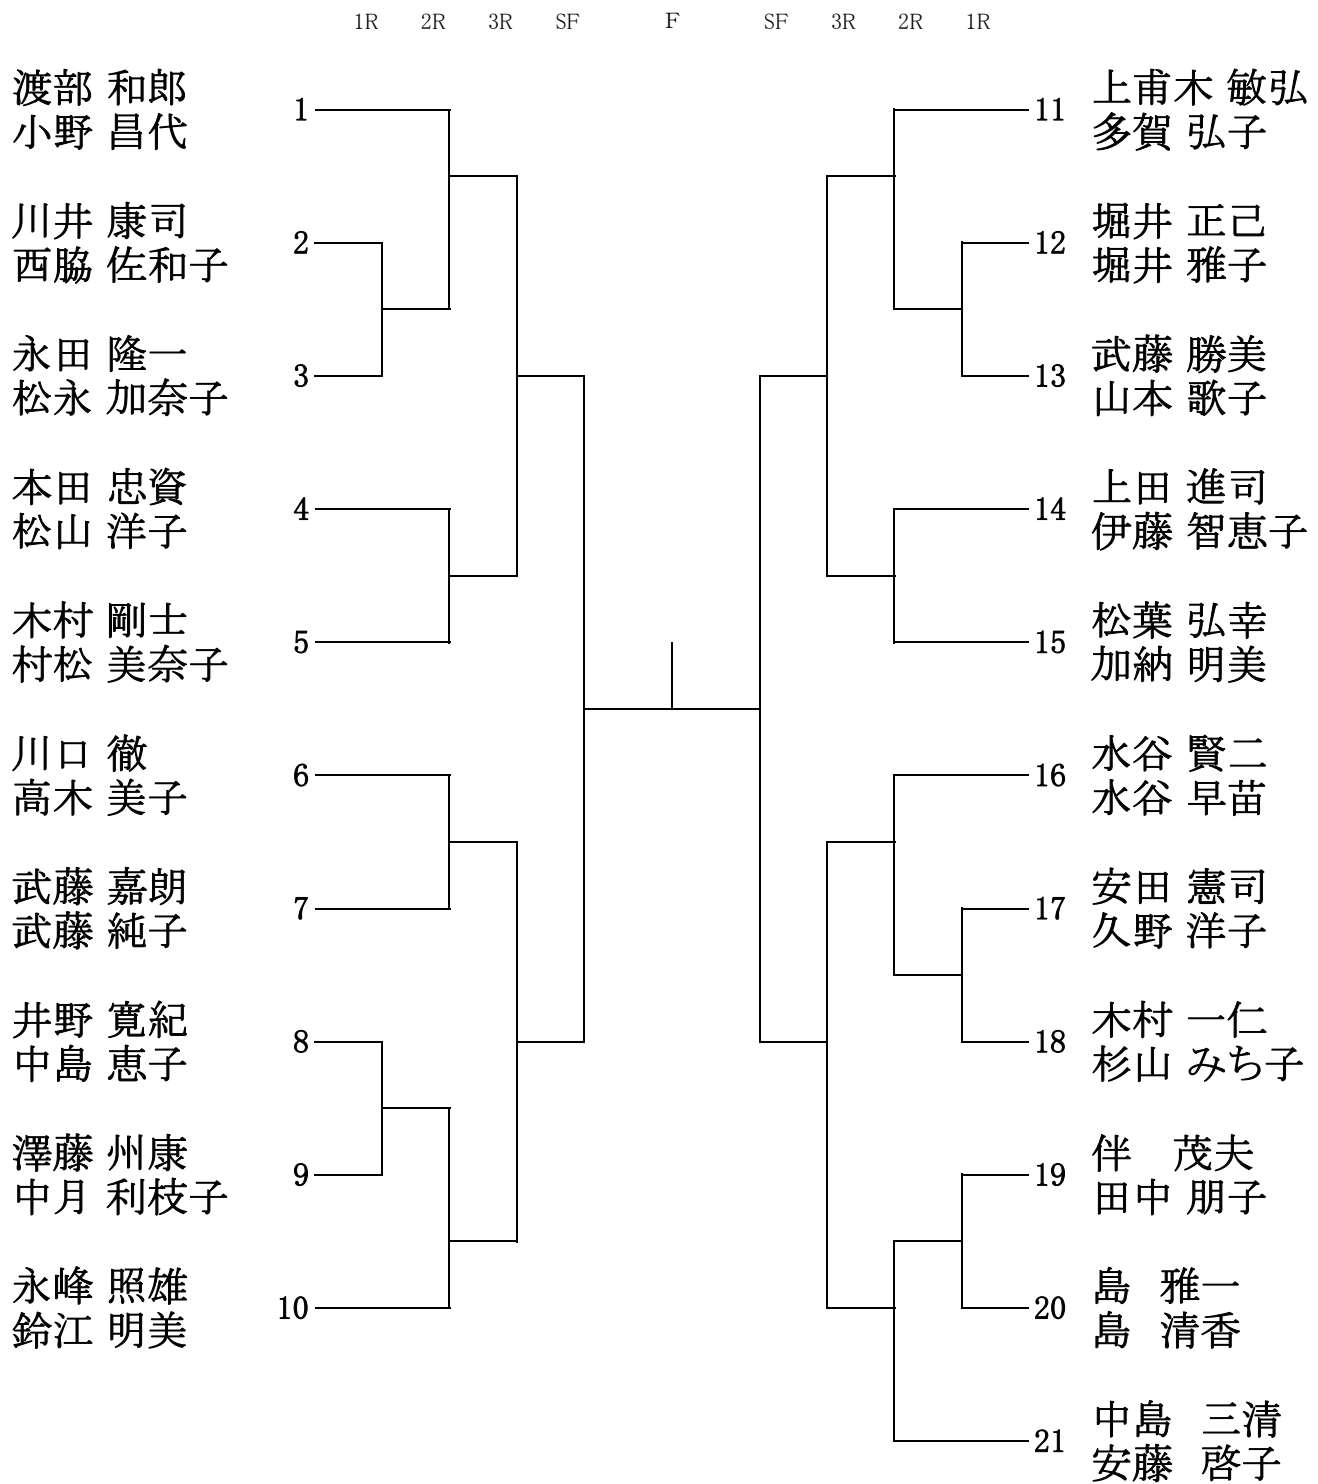 1R 2R 3R SF F SF 3R 2R 1R
渡部 和郎
小野 昌代
1
川井 康司
西脇 佐和子
2
永田 隆一
松永 加奈子
3
本田 忠資
松山 洋子
4
木村 剛士
村松 美奈子
5
川口 徹
高木 美子
6
武藤 嘉朗
武藤 純子
7
井野 寛紀
中島 恵子
8
澤藤 州康
中月 利枝子
9
永峰 照雄
鈴江 明美
10
11
上甫木 敏弘
多賀 弘子
12
堀井 正己
堀井 雅子
13
武藤 勝美
山本 歌子
14
上田 進司
伊藤 智恵子
15
松葉 弘幸
加納 明美
16
水谷 賢二
水谷 早苗
17
安田 憲司
久野 洋子
18
木村 一仁
杉山 みち子
19
伴 茂夫
田中 朋子
20
島 雅一
島 清香
21
中島 三清
安藤 啓子